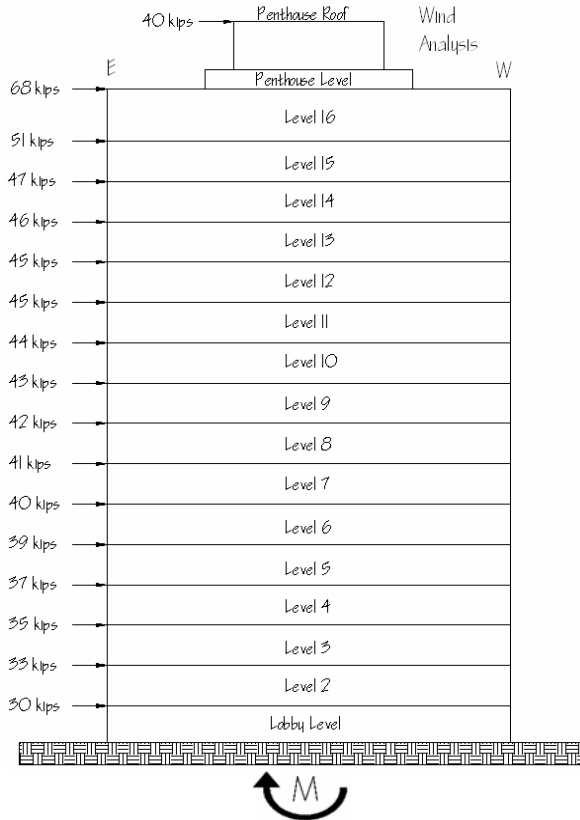 40 kips
Penthouse Roof
Wind
Analysis
E
W
Penthouse Level
68 kips
Level 16
51 kips
Level 15
47 kips
Level 14
46 kips
Level 13
45 kips
Level 12
45 kips
Level 11
44 kips
Level 10
43 kips
Level 9
42 kips
Level 8
41 kips
Level 7
40 kips
Level 6
39 kips
Level 5
37 kips
Level 4
35 kips
Level 3
33 kips
Level 2
30 kips
Lobby Level
M